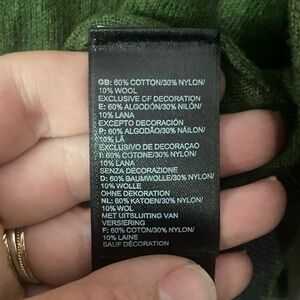 GB: 60% COTTON/30% NYLON/
10% WOOL
EXCLUSIVE OF DECORATION
E: 60% ALGODÓN/30% NILÓN/
10% LANA
EXCEPTO DECORACIÓN
P: 60% ALGODÃO/30% NÁILON/
10% LÃ
EXCLUSIVO DE DECORAÇAO
I: 60% COTONE/30% NYLON/
10% LANA
SENZA DECORAZIONE
D: 60% BAUMWOLLE/30% NYLON/
10% WOLLE
OHNE DEKORATION
NL: 60% KATOEN/30% NYLON/
10% WOL
MET UITSLUITING VAN
VERSIERING
F: 60% COTON/30% NYLON/
10% LAINE
SAUF DÉCORATION